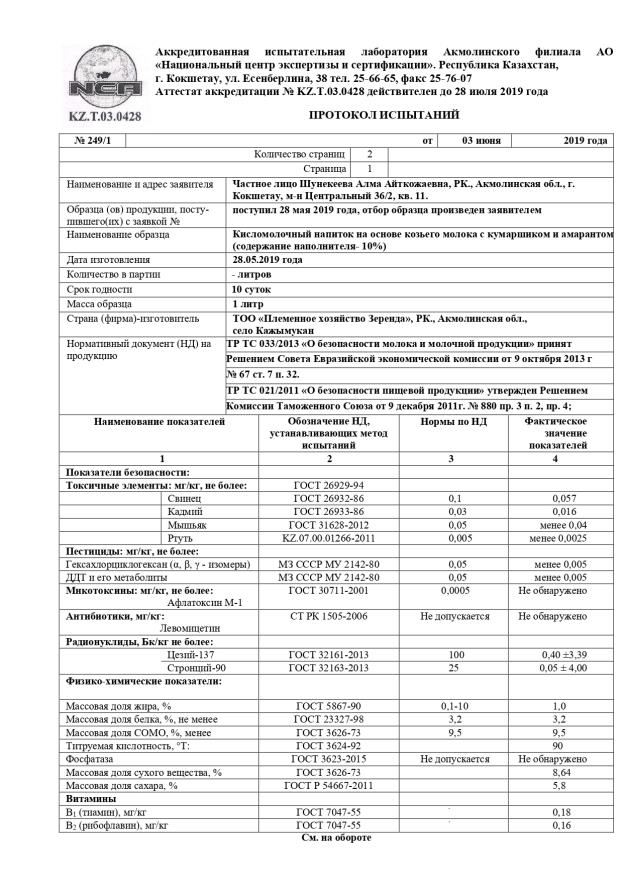 Аккредитованная испытательная лаборатория Акмолинского филиала АО
«Национальный центр экспертизы и сертификации». Республика Казахстан,
г. Кокшетау, ул. Есенберлина, 38 тел. 25-66-65, факс 25-76-07
Аттестат аккредитации № KZ.T.03.0428 действителен до 28 июля 2019 года
NCA
KZ.T.03.0428
ПРОТОКОЛ ИСПЫТАНИЙ
№ 249/1 от 03 июня 2019 года
Количество страниц 2
Страница 1
Наименование и адрес заявителя Частное лицо Шунекеева Алма Айткожаевна, РК., Акмолинская обл., г.
Кокшетау, м-н Центральный 36/2, кв. 11.
Образца (ов) продукции, посту- поступил 28 мая 2019 года, отбор образца произведен заявителем
пившего(их) с заявкой №
Наименование образца Кисломолочный напиток на основе козьего молока с кумаршиком и амарантом
(содержание наполнителя- 10%)
Дата изготовления 28.05.2019 года
Количество в партии - литров
Срок годности 10 суток
Масса образца 1 литр
Страна (фирма)-изготовитель ТОО «Племенное хозяйство Зеренда», РК., Акмолинская обл.,
село Кажымукан
Нормативный документ (НД) на ТР ТС 033/2013 «О безопасности молока и молочной продукции» принят
продукцию Решением Совета Евразийской экономической комиссии от 9 октября 2013 г
№ 67 ст. 7 п. 32.
ТР ТС 021/2011 «О безопасности пищевой продукции» утвержден Решением
Комиссии Таможенного Союза от 9 декабря 2011г. № 880 пр. 3 п. 2, пр. 4;
Наименование показателей Обозначение НД, Нормы по НД Фактическое
устанавливающих метод значение
испытаний показателей
1 2 3 4
Показатели безопасности:
Токсичные элементы: мг/кг, не более: ГОСТ 26929-94
Свинец ГОСТ 26932-86 0,1 0,057
Кадмий ГОСТ 26933-86 0,03 0,016
Мышьяк ГОСТ 31628-2012 0,05 менее 0,04
Ртуть KZ.07.00.01266-2011 0,005 менее 0,0025
Пестициды: мг/кг, не более:
Гексахлорциклогексан (α, β, γ - изомеры) МЗ СССР МУ 2142-80 0,05 менее 0,005
ДДТ и его метаболиты МЗ СССР МУ 2142-80 0,05 менее 0,005
Микотоксины: мг/кг, не более: ГОСТ 30711-2001 0,0005 Не обнаружено
Афлатоксин М-1
Антибиотики, мг/кг: СТ РК 1505-2006 Не допускается Не обнаружено
Левомицетин
Радионуклиды, Бк/кг не более:
Цезий-137 ГОСТ 32161-2013 100 0,40 ±3,39
Стронций-90 ГОСТ 32163-2013 25 0,05 ± 4,00
Физико-химические показатели:
Массовая доля жира, % ГОСТ 5867-90 0,1-10 1,0
Массовая доля белка, %, не менее ГОСТ 23327-98 3,2 3,2
Массовая доля СОМО, %, менее ГОСТ 3626-73 9,5 9,5
Титруемая кислотность, °Т: ГОСТ 3624-92 90
Фосфатаза ГОСТ 3623-2015 Не допускается Не обнаружено
Массовая доля сухого вещества, % ГОСТ 3626-73 8,64
Массовая доля сахара, % ГОСТ Р 54667-2011 5,8
Витамины
В₁ (тиамин), мг/кг ГОСТ 7047-55 0,18
В₂ (рибофлавин), мг/кг ГОСТ 7047-55 0,16
См. на обороте